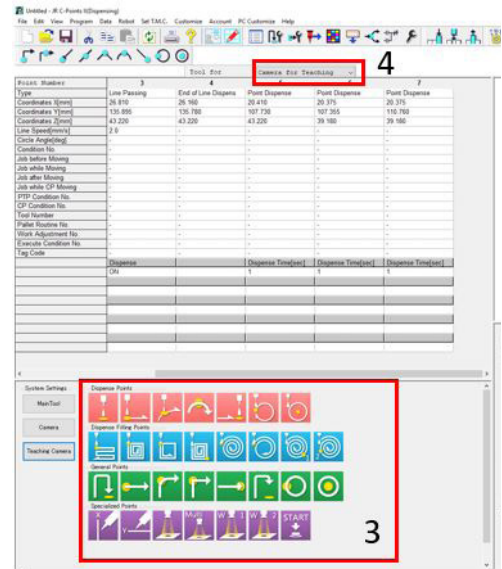 Untitled - JR C-Points II(Dispensing)
File Edit View Program Data Robot Set T.M.C. Customize Account PC Customize Help
Tool for Camera for Teaching 4
Point Number 3 4 7
Type Line Passing End of Line Dispens Point Dispense Point Dispense Point Dispense
Coordinates X[mm] 26.810 26.160 20.410 20.375 20.375
Coordinates Y[mm] 135.895 135.780 107.730 107.355 110.760
Coordinates Z[mm] 43.220 43.220 43.220 39.180 39.180
Line Speed[mm/s] 2.0 - - - -
Circle Angle[deg] - - - - -
Condition No. - - - - -
Job before Moving - - - - -
Job while Moving - - - - -
Job after Moving - - - - -
Job while CP Moving - - - - -
PTP Condition No. - - - - -
CP Condition No. - - - - -
Tool Number - - - - -
Pallet Routine No. - - - - -
Work Adjustment No. - - - - -
Execute Condition No. - - - - -
Tag Code - - - - -
Dispense Dispense Time[sec] Dispense Time[sec] Dispense Time[sec]
ON 1 1 1
System Settings
MainTool
Camera
Teaching Camera
Dispense Points
Dispense Filling Points
General Points
Specialized Points
X Y Multi W 1 W 2 START
3